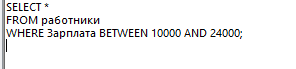 SELECT *
FROM работники
WHERE Зарплата BETWEEN 10000 AND 24000;